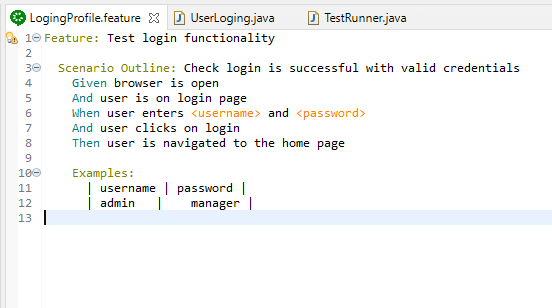 LogingProfile.feature UserLoging.java TestRunner.java
1 Feature: Test login functionality
2
3 Scenario Outline: Check login is successful with valid credentials
4 Given browser is open
5 And user is on login page
6 When user enters <username> and <password>
7 And user clicks on login
8 Then user is navigated to the home page
9
10 Examples:
11 | username | password |
12 | admin | manager |
13